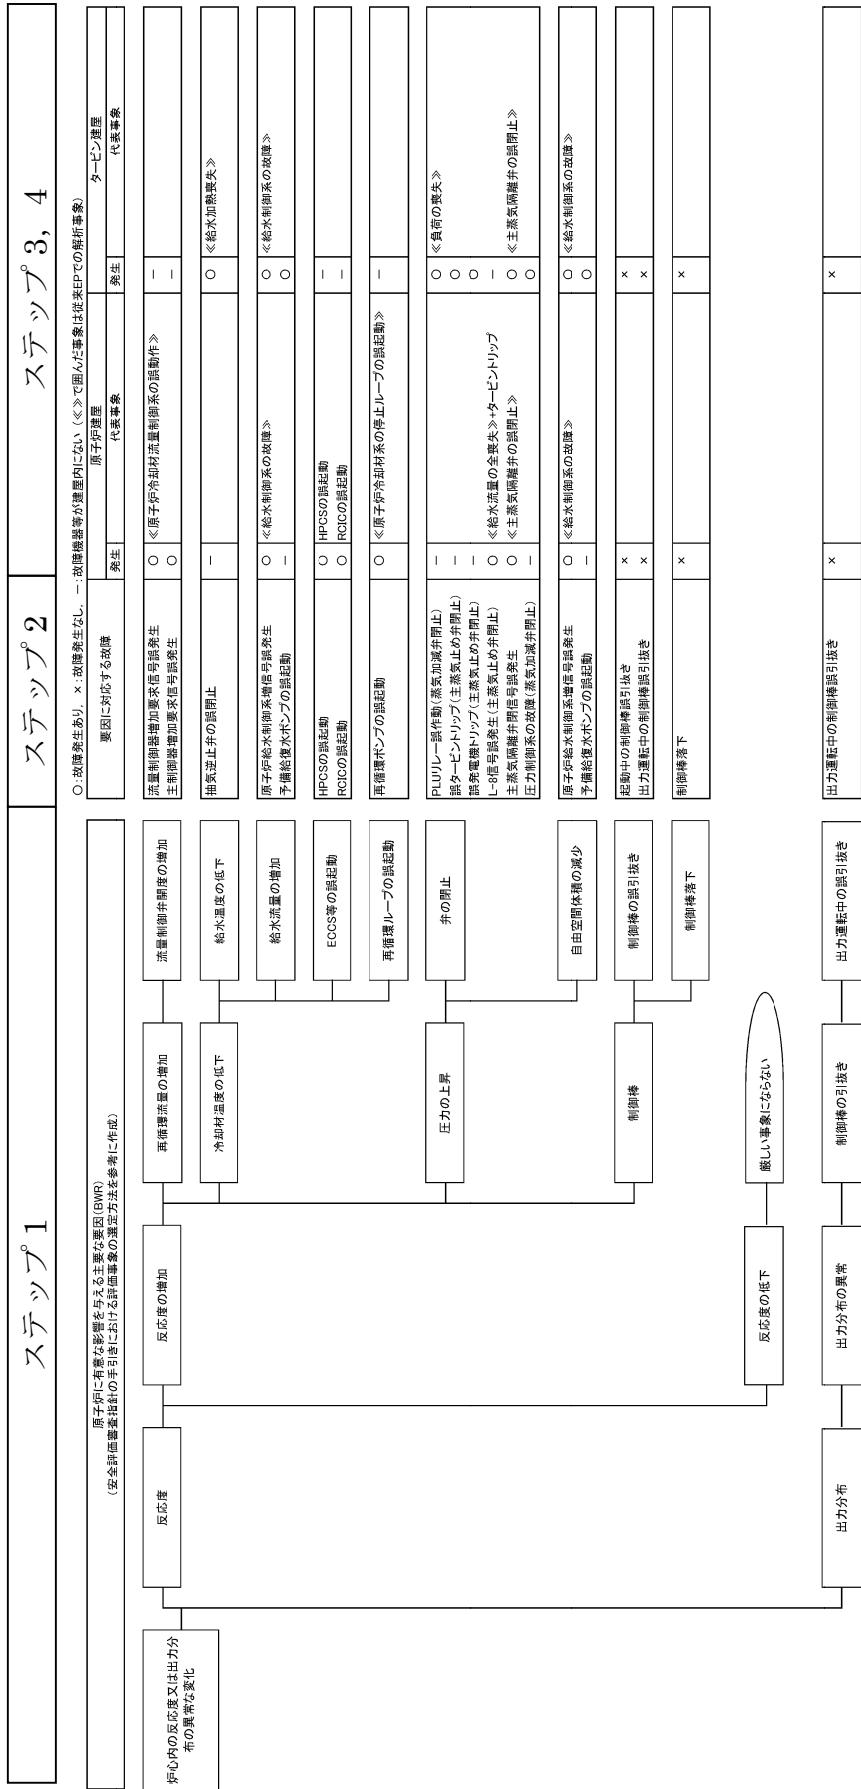 ステップ1
ステップ2
ステップ3, 4
○:故障発生あり, ×:故障発生なし, －:故障機器等が建屋内にない (≪≫で囲んだ事象は従来EPでの解析事象)
原子炉に有意な影響を与える主要な要因(BWR)
(安全評価審査指針の手引きにおける評価事象の選定方法を参考に作成)
要因に対応する故障
原子炉建屋
タービン建屋
発生
代表事象
発生
代表事象
炉心内の反応度又は出力分
布の異常な変化
反応度
反応度の増加
再循環流量の増加
流量制御弁開度の増加
流量制御器増加要求信号誤発生
○
≪原子炉冷却材流量制御系の誤動作≫
－
主制御器増加要求信号誤発生
○
－
冷却材温度の低下
給水温度の低下
抽気逆止弁の誤閉止
－
○
≪給水加熱喪失≫
給水流量の増加
原子炉給水制御系増信号誤発生
○
≪給水制御系の故障≫
○
≪給水制御系の故障≫
予備給復水ポンプの誤起動
－
○
ECCS等の誤起動
HPCSの誤起動
○
HPCSの誤起動
－
RCICの誤起動
○
RCICの誤起動
－
再循環ループの誤起動
再循環ポンプの誤起動
○
≪原子炉冷却材系の停止ループの誤起動≫
－
圧力の上昇
弁の閉止
PLUリレー誤作動(蒸気加減弁閉止)
－
○
≪負荷の喪失≫
誤タービントリップ(主蒸気止め弁閉止)
－
○
誤発電機トリップ(主蒸気止め弁閉止)
－
○
L-8信号誤発生(主蒸気止め弁閉止)
○
≪給水流量の全喪失≫+タービントリップ
－
主蒸気隔離弁閉信号誤発生
○
≪主蒸気隔離弁の誤閉止≫
○
≪主蒸気隔離弁の誤閉止≫
圧力制御系の故障(蒸気加減弁閉止)
－
○
自由空間体積の減少
原子炉給水制御系増信号誤発生
○
≪給水制御系の故障≫
○
≪給水制御系の故障≫
予備給復水ポンプの誤起動
－
○
制御棒
制御棒の誤引抜き
起動中の制御棒誤引抜き
×
×
出力運転中の制御棒誤引抜き
×
×
制御棒落下
制御棒落下
×
×
反応度の低下
厳しい事象にならない
出力分布
出力分布の異常
制御棒の引抜き
出力運転中の誤引抜き
出力運転中の制御棒誤引抜き
×
×